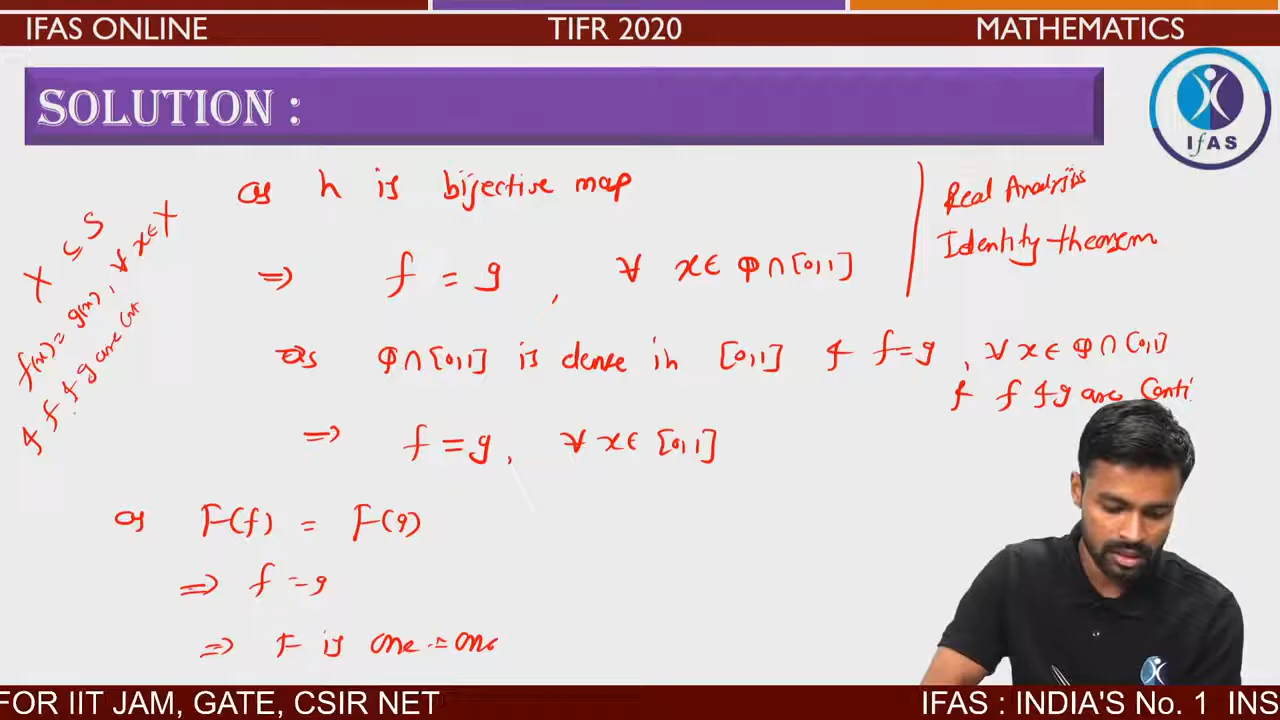 IFAS ONLINE TIFR 2020 MATHEMATICS
SOLUTION :
IfAS
as h is bijective map
⇒ f = g , ∀ x ∈ Q ∩ [0,1]
Real Analysis
Identity theorem
Y ⊆ S
f(x) = g(x), ∀ x ∈ Y
& f & g are cont
as Q ∩ [0,1] is dense in [0,1] & f = g , ∀ x ∈ Q ∩ [0,1]
& f & g are Conti
⇒ f = g , ∀ x ∈ [0,1]
as F(f) = F(g)
⇒ f = g
⇒ F is one-one
FOR IIT JAM, GATE, CSIR NET IFAS : INDIA'S No. 1 INS